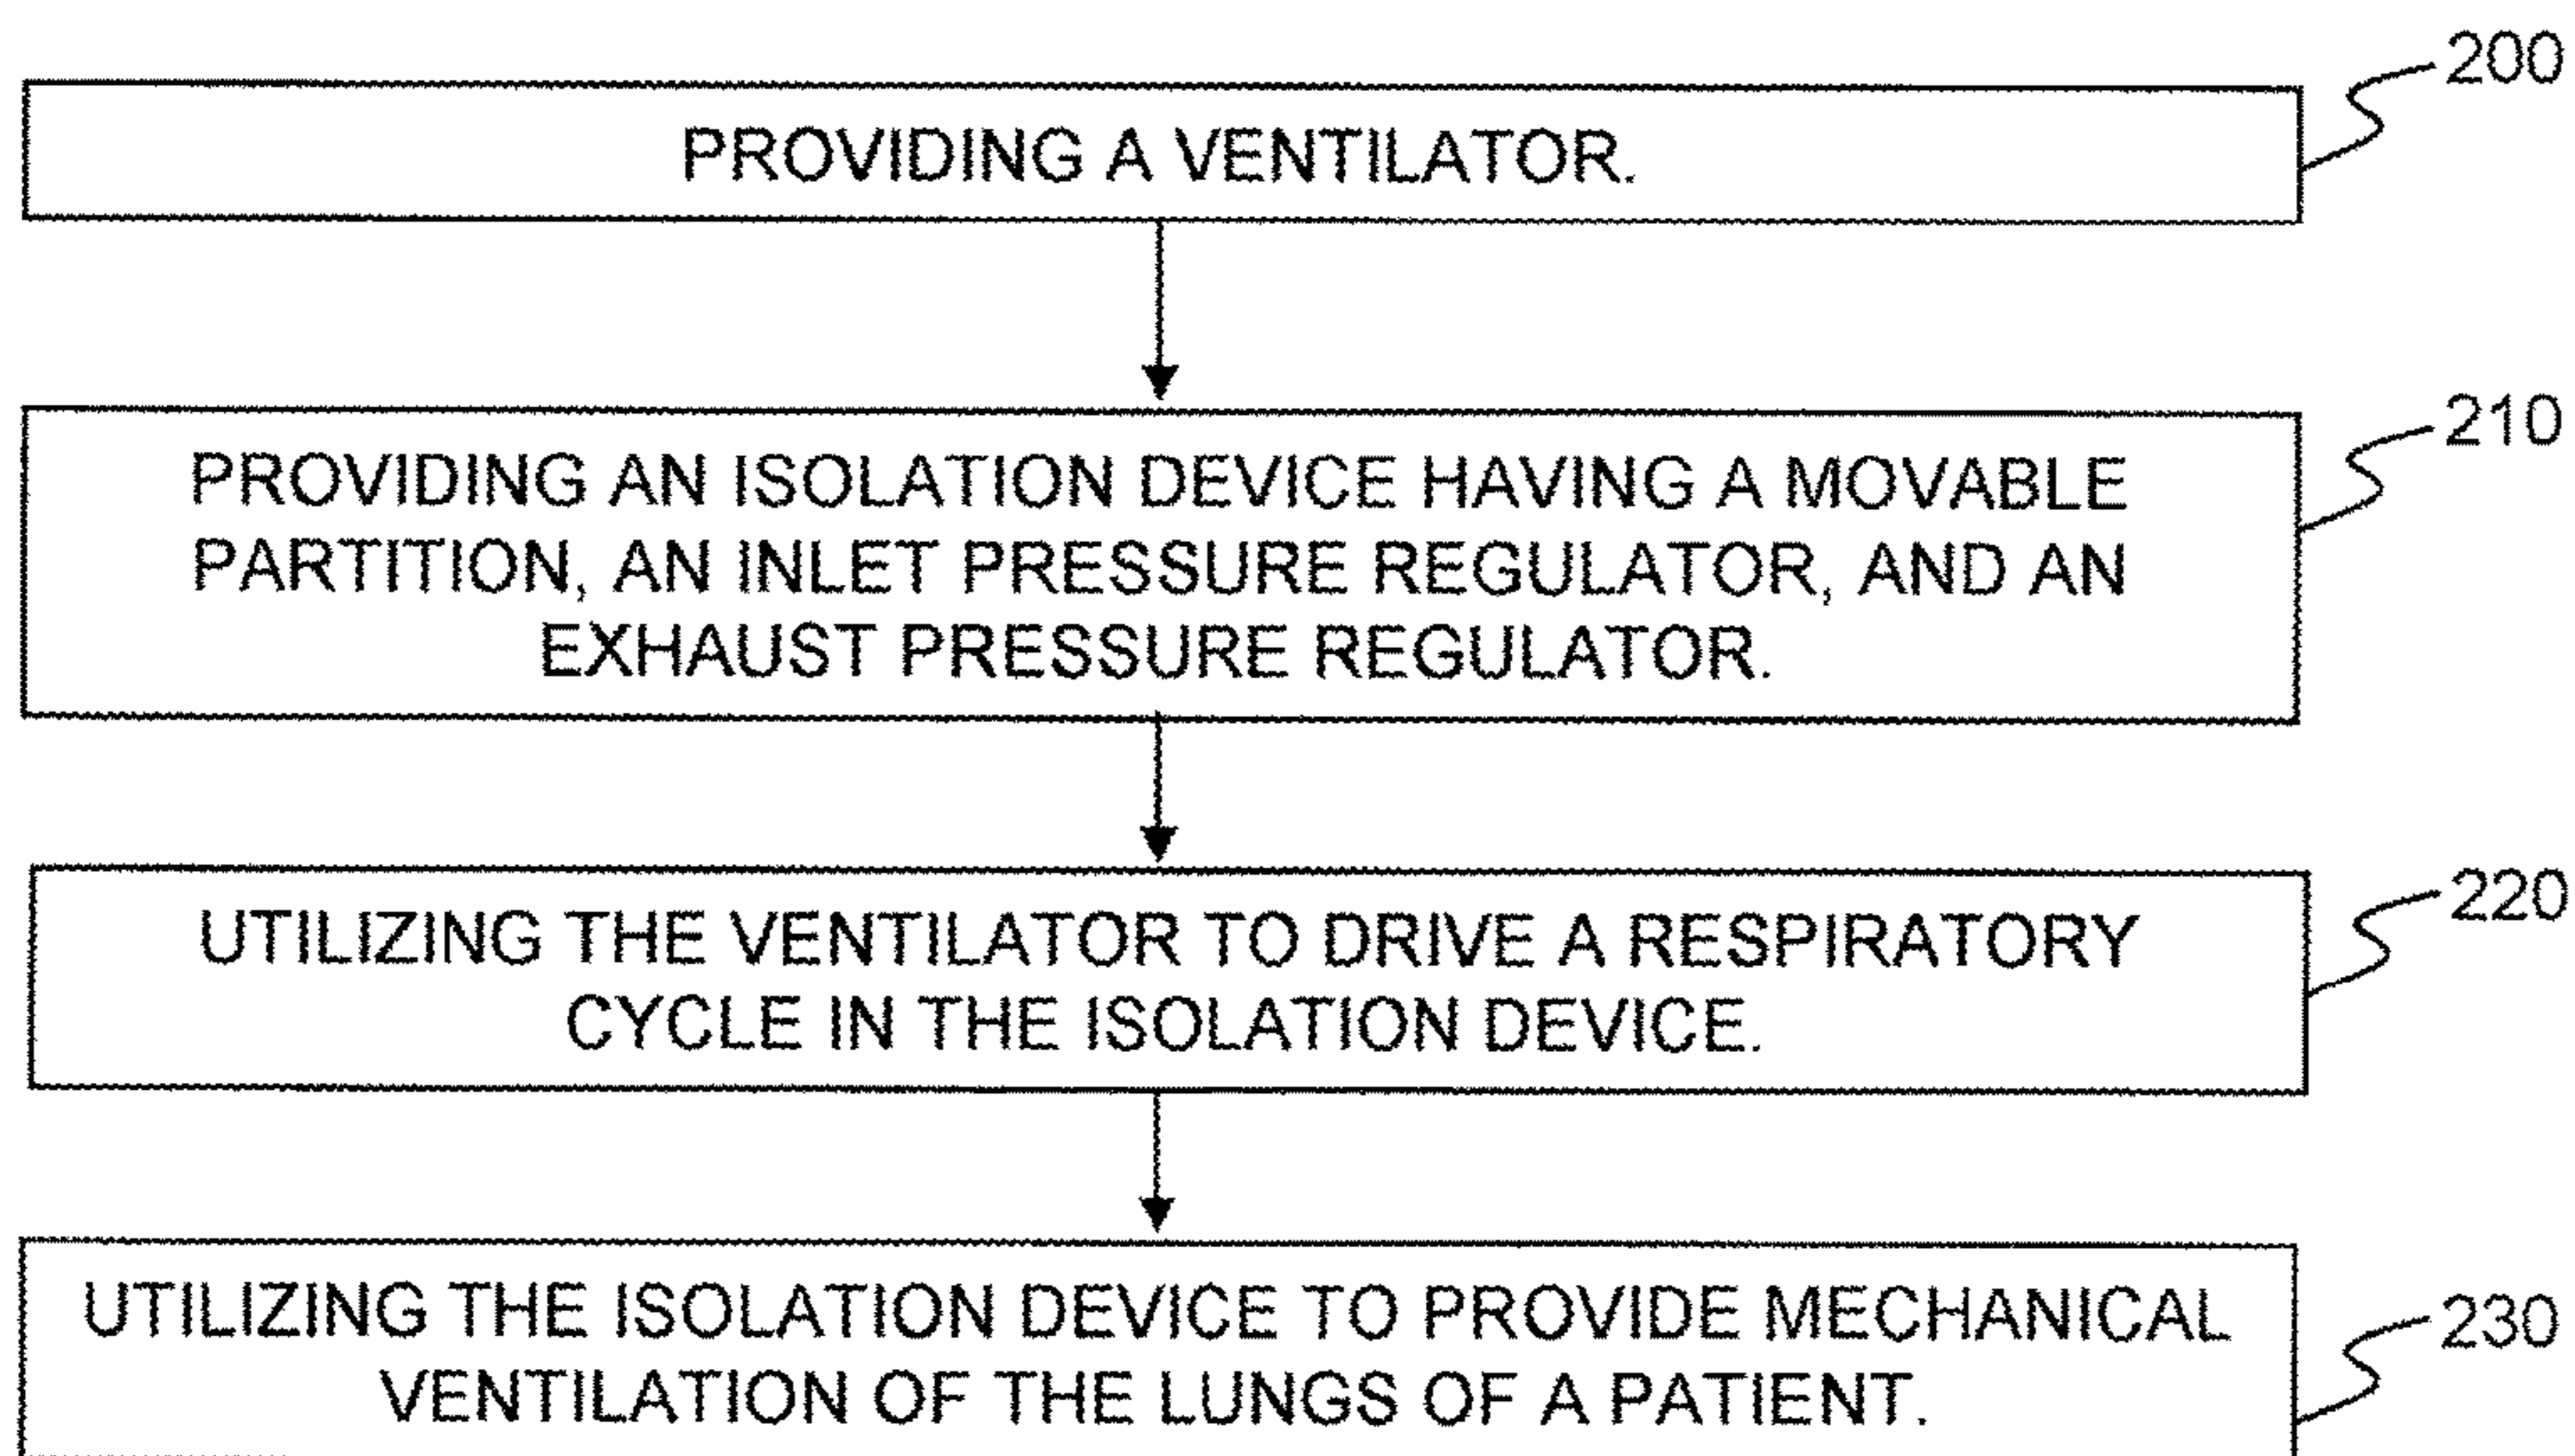 200
PROVIDING A VENTILATOR.
210
PROVIDING AN ISOLATION DEVICE HAVING A MOVABLE
PARTITION, AN INLET PRESSURE REGULATOR, AND AN
EXHAUST PRESSURE REGULATOR.
220
UTILIZING THE VENTILATOR TO DRIVE A RESPIRATORY
CYCLE IN THE ISOLATION DEVICE.
230
UTILIZING THE ISOLATION DEVICE TO PROVIDE MECHANICAL
VENTILATION OF THE LUNGS OF A PATIENT.